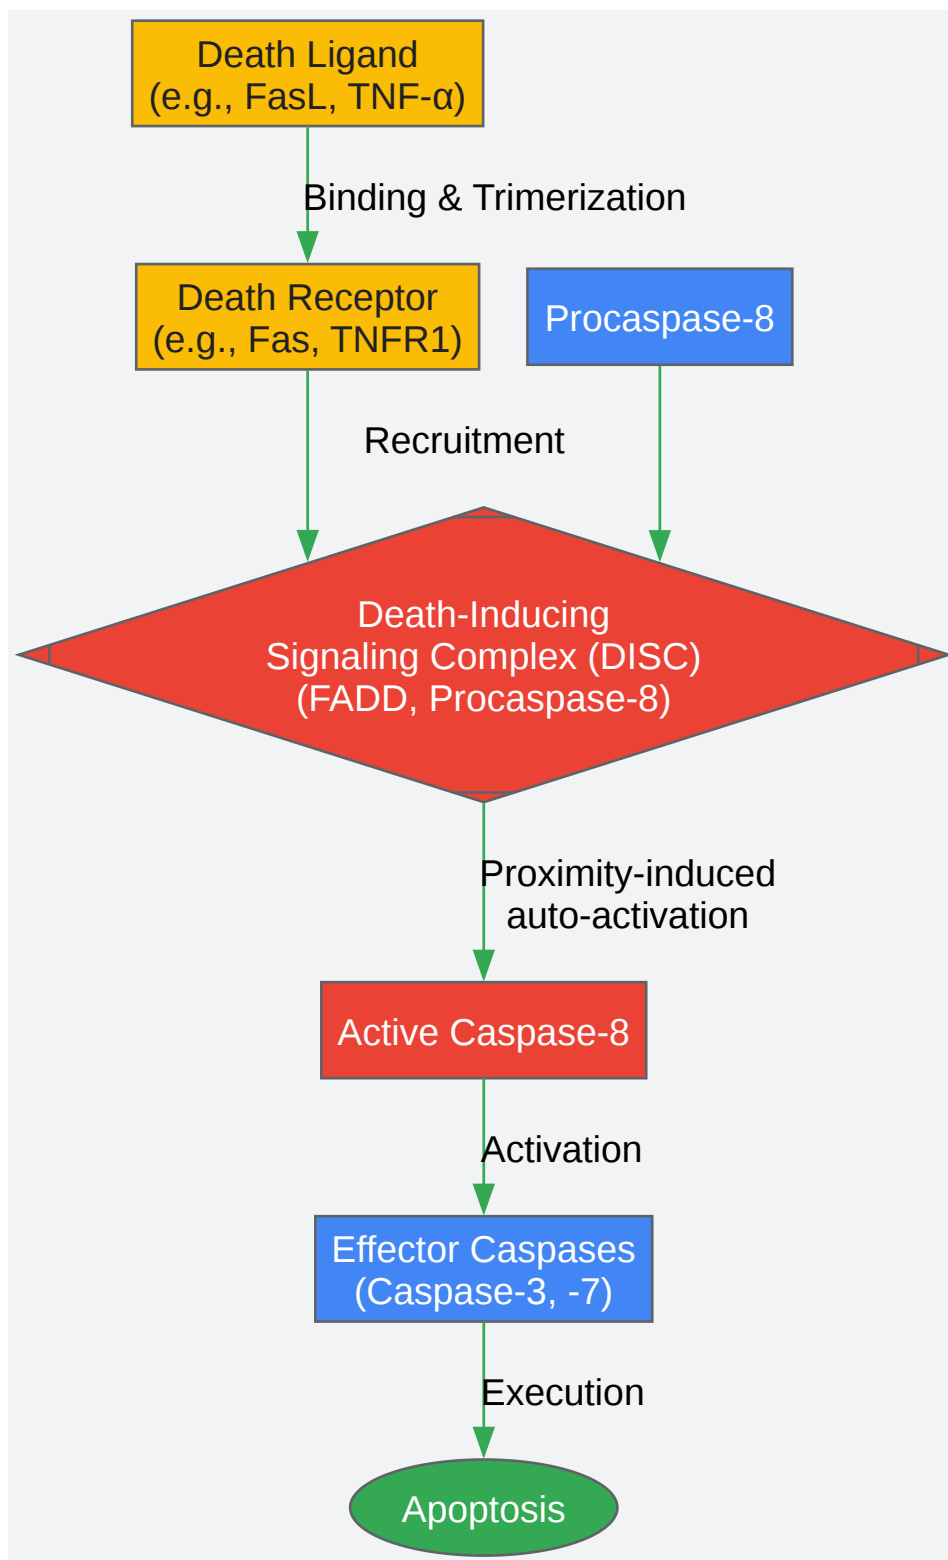 Death Ligand
(e.g., FasL, TNF-α)
Binding & Trimerization
Death Receptor
(e.g., Fas, TNFR1)
Procaspase-8
Recruitment
Death-Inducing
Signaling Complex (DISC)
(FADD, Procaspase-8)
Proximity-induced
auto-activation
Active Caspase-8
Activation
Effector Caspases
(Caspase-3, -7)
Execution
Apoptosis